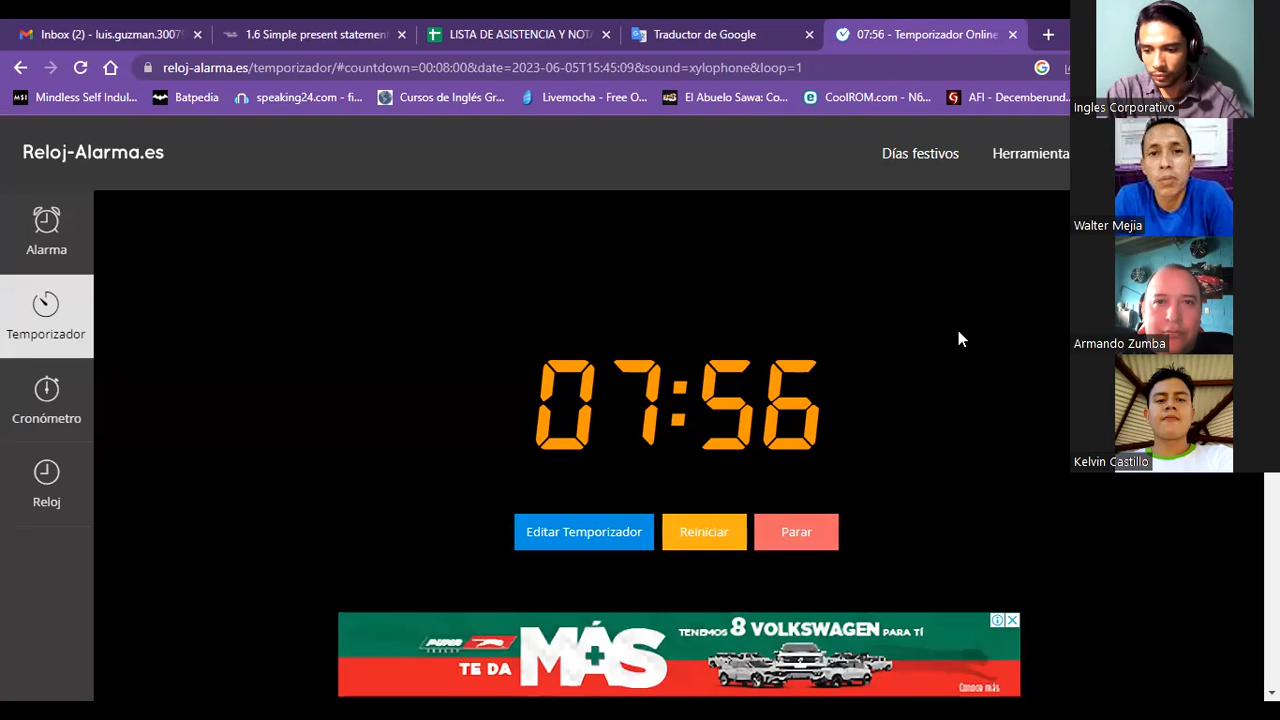 Inbox (2) - luis.guzman.3007
1.6 Simple present statemen
LISTA DE ASISTENCIA Y NOTA
Traductor de Google
07:56 - Temporizador Online
reloj-alarma.es/temporizador/#countdown=00:08:00&date=2023-06-05T15:45:09&sound=xylophone&loop=1
Mindless Self Indul...
Batpedia
speaking24.com - fi...
Cursos de Inglés Gr...
Livemocha - Free O...
El Abuelo Sawa: Co...
CoolROM.com - N6...
AFI - Decemberund...
Reloj-Alarma.es
Días festivos
Herramienta
Alarma
Temporizador
Cronómetro
Reloj
07:56
Editar Temporizador
Reiniciar
Parar
PUMA
TE DA
MÁS
TENEMOS 8 VOLKSWAGEN PARA TÍ
Conoce más
Ingles Corporativo
Walter Mejia
Armando Zumba
Kelvin Castillo